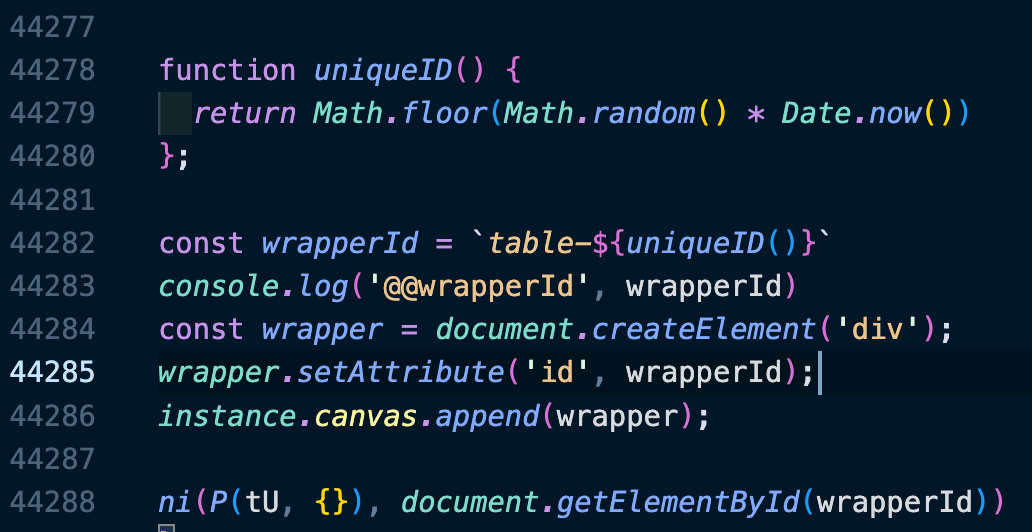 44277
44278 function uniqueID() {
44279 return Math.floor(Math.random() * Date.now())
44280 };
44281
44282 const wrapperId = `table-${uniqueID()}`
44283 console.log('@@wrapperId', wrapperId)
44284 const wrapper = document.createElement('div');
44285 wrapper.setAttribute('id', wrapperId);
44286 instance.canvas.append(wrapper);
44287
44288 ni(P(tU, {}), document.getElementById(wrapperId))